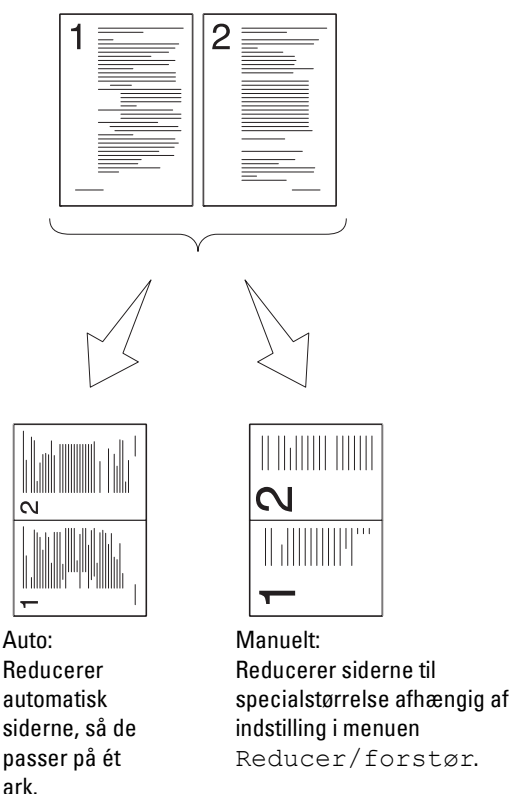 1
2
2
1
2
1
Auto:
Reducerer
automatisk
siderne, så de
passer på ét
ark.
Manuelt:
Reducerer siderne til
specialstørrelse afhængig af
indstilling i menuen
Reducer/forstør.